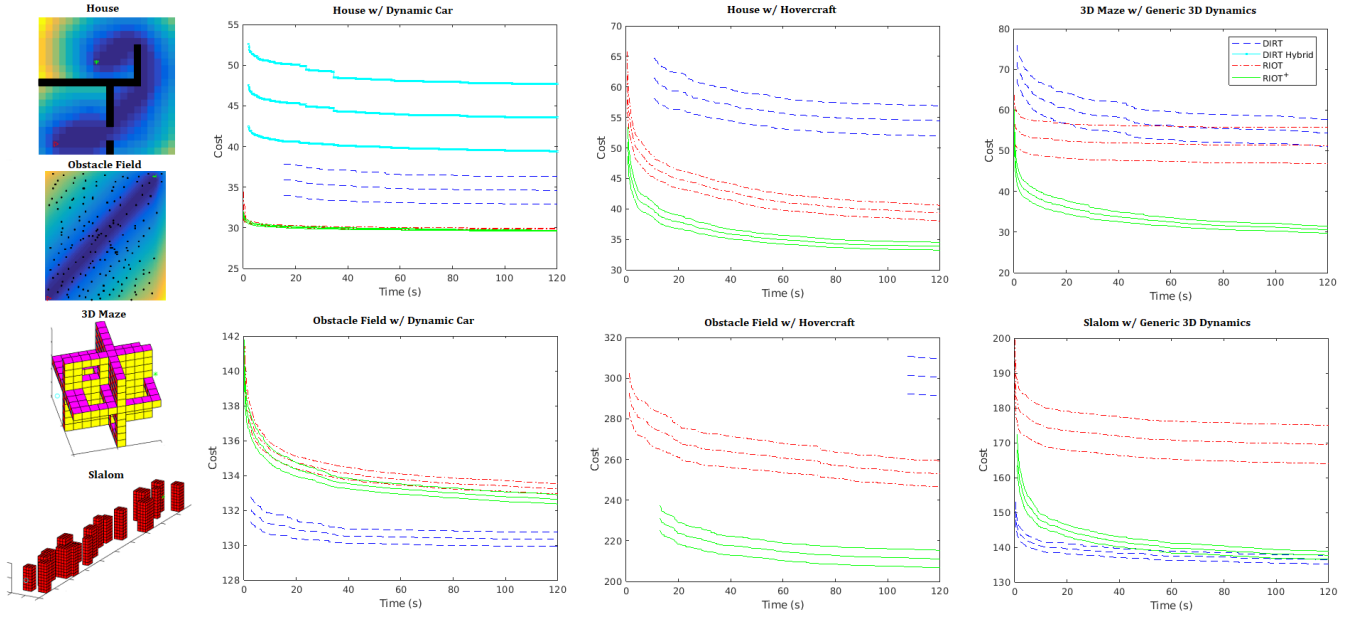 House
Obstacle Field
3D Maze
Slalom
House w/ Dynamic Car
55
50
45
40
35
30
25
Cost
0 20 40 60 80 100 120
Time (s)
House w/ Hovercraft
70
65
60
55
50
45
40
35
30
Cost
0 20 40 60 80 100 120
Time (s)
3D Maze w/ Generic 3D Dynamics
80
70
60
50
40
30
20
Cost
DIRT
DIRT Hybrid
RIOT
RIOT+
0 20 40 60 80 100 120
Time (s)
Obstacle Field w/ Dynamic Car
142
140
138
136
134
132
130
128
Cost
0 20 40 60 80 100 120
Time (s)
Obstacle Field w/ Hovercraft
320
300
280
260
240
220
200
Cost
0 20 40 60 80 100 120
Time (s)
Slalom w/ Generic 3D Dynamics
200
190
180
170
160
150
140
130
Cost
0 20 40 60 80 100 120
Time (s)